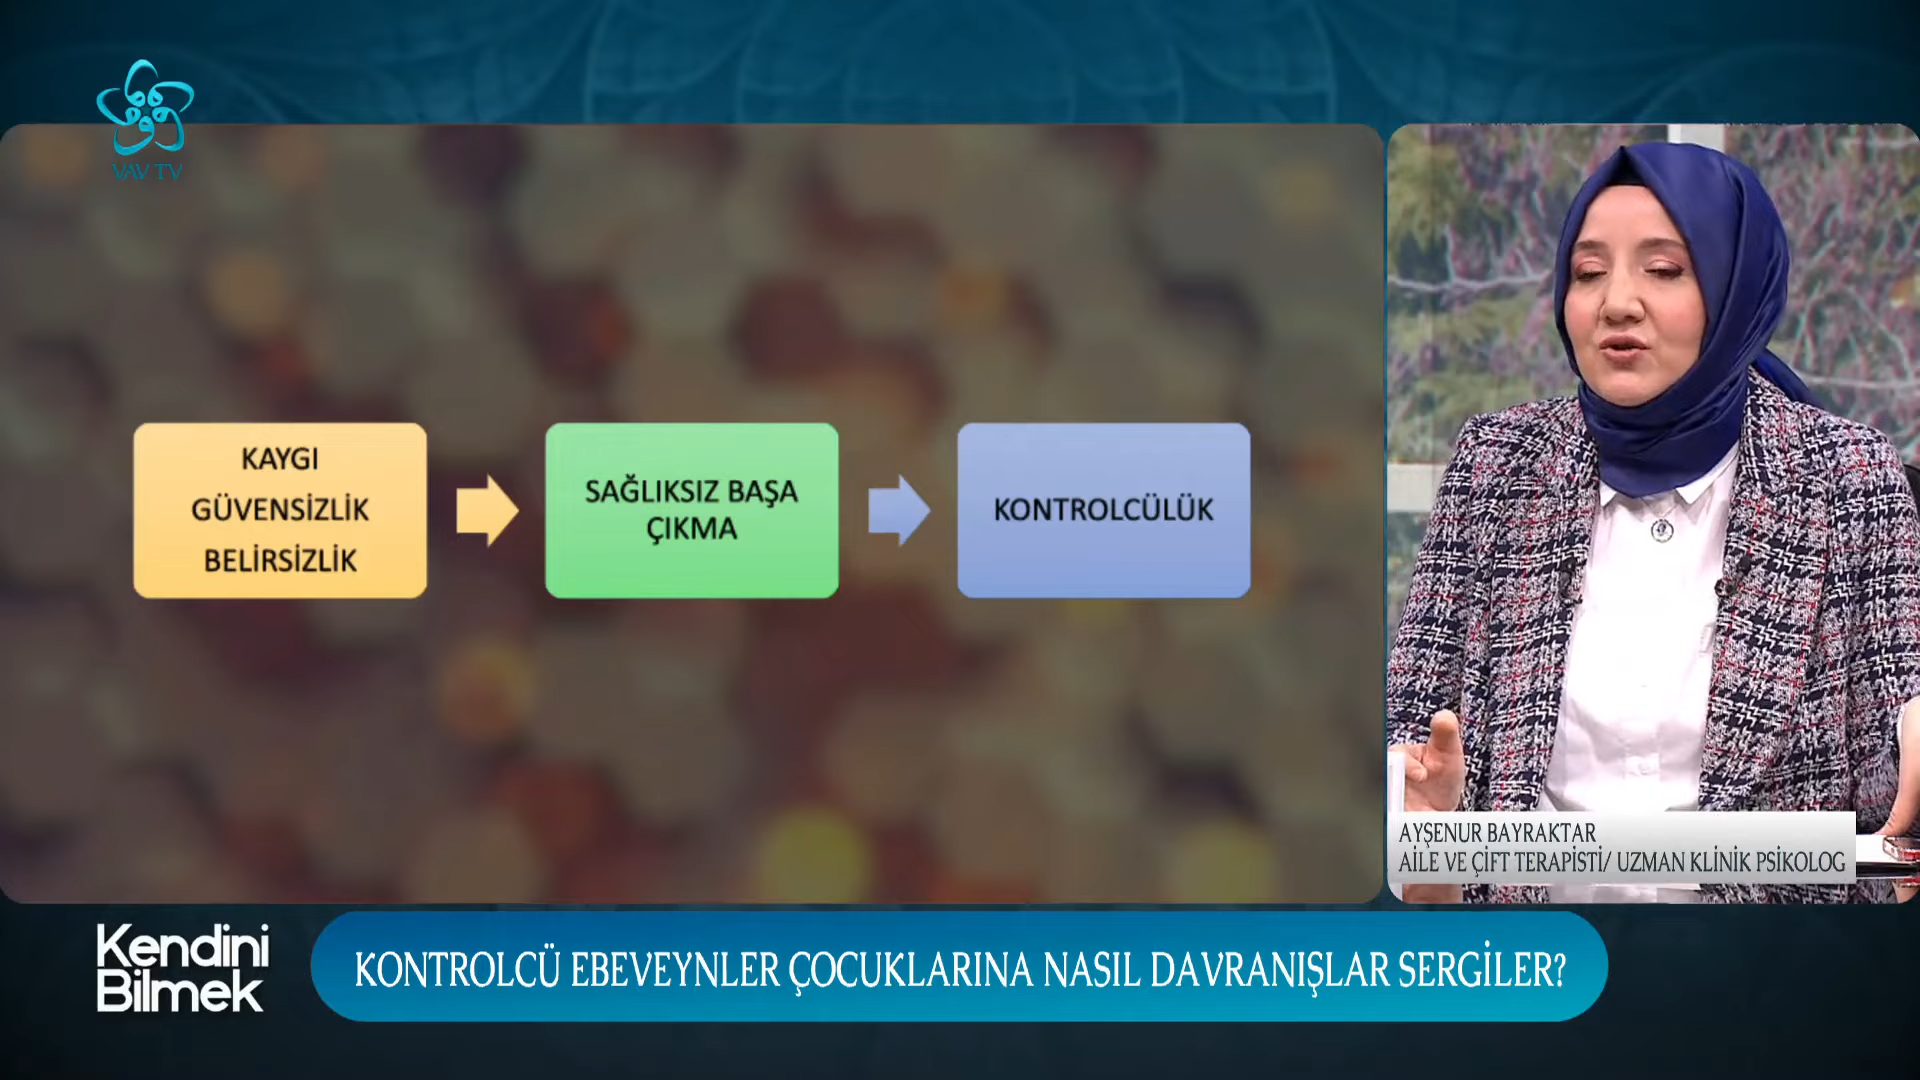 VAV TV
KAYGI
GÜVENSİZLİK
BELİRSİZLİK
SAĞLIKSIZ BAŞA
ÇIKMA
KONTROLCÜLÜK
AYŞENUR BAYRAKTAR
AİLE VE ÇİFT TERAPİSTİ/ UZMAN KLİNİK PSİKOLOG
Kendini
Bilmek
KONTROLCÜ EBEVEYNLER ÇOCUKLARINA NASIL DAVRANIŞLAR SERGİLER?